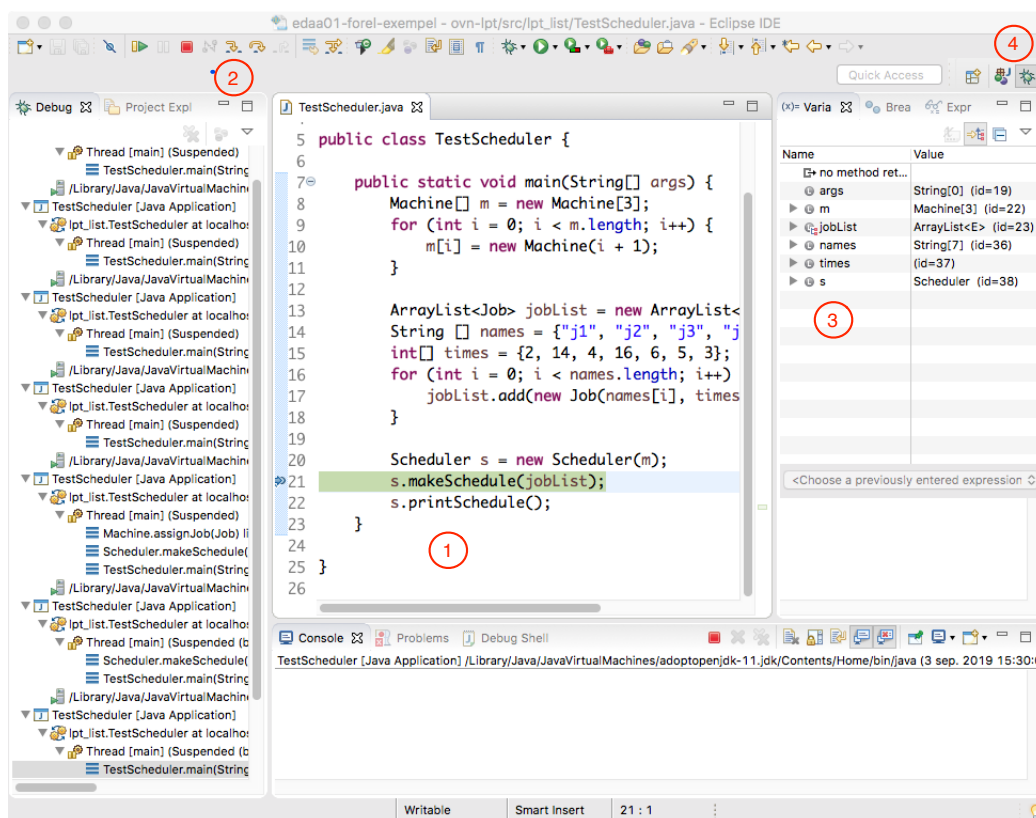 edaa01-forel-exempel - ovn-lpt/src/lpt_list/TestScheduler.java - Eclipse IDE
4
2
Quick Access
Debug
Project Expl
Thread [main] (Suspended)
TestScheduler.main(String
/Library/Java/JavaVirtualMachin
TestScheduler [Java Application]
lpt_list.TestScheduler at localhos
Thread [main] (Suspended)
TestScheduler.main(String
/Library/Java/JavaVirtualMachin
TestScheduler [Java Application]
lpt_list.TestScheduler at localhos
Thread [main] (Suspended)
TestScheduler.main(String
/Library/Java/JavaVirtualMachin
TestScheduler [Java Application]
lpt_list.TestScheduler at localhos
Thread [main] (Suspended)
TestScheduler.main(String
/Library/Java/JavaVirtualMachin
TestScheduler [Java Application]
lpt_list.TestScheduler at localhos
Thread [main] (Suspended)
Machine.assignJob(Job) li
Scheduler.makeSchedule(
TestScheduler.main(String
/Library/Java/JavaVirtualMachin
TestScheduler [Java Application]
lpt_list.TestScheduler at localhos
Thread [main] (Suspended (b
Scheduler.makeSchedule(
TestScheduler.main(String
/Library/Java/JavaVirtualMachin
TestScheduler [Java Application]
lpt_list.TestScheduler at localhos
Thread [main] (Suspended (b
TestScheduler.main(String
TestScheduler.java
5 public class TestScheduler {
6
7 public static void main(String[] args) {
8 Machine[] m = new Machine[3];
9 for (int i = 0; i < m.length; i++) {
10 m[i] = new Machine(i + 1);
11 }
12
13 ArrayList<Job> jobList = new ArrayList<
14 String [] names = {"j1", "j2", "j3", "j
15 int[] times = {2, 14, 4, 16, 6, 5, 3};
16 for (int i = 0; i < names.length; i++)
17 jobList.add(new Job(names[i], times
18 }
19
20 Scheduler s = new Scheduler(m);
21 s.makeSchedule(jobList);
22 s.printSchedule();
23 }
24
25 }
26
1
(x)= Varia
Brea
Expr
Name Value
no method ret...
args String[0] (id=19)
m Machine[3] (id=22)
jobList ArrayList<E> (id=23)
names String[7] (id=36)
times (id=37)
s Scheduler (id=38)
3
<Choose a previously entered expression
Console
Problems
Debug Shell
TestScheduler [Java Application] /Library/Java/JavaVirtualMachines/adoptopenjdk-11.jdk/Contents/Home/bin/java (3 sep. 2019 15:30:
Writable
Smart Insert
21 : 1